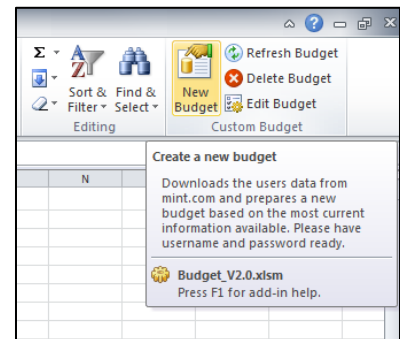 Σ
Sort & Filter
Find & Select
Editing
New Budget
Refresh Budget
Delete Budget
Edit Budget
Custom Budget
N
Create a new budget
Downloads the users data from
mint.com and prepares a new
budget based on the most current
information available. Please have
username and password ready.
Budget_V2.0.xlsm
Press F1 for add-in help.